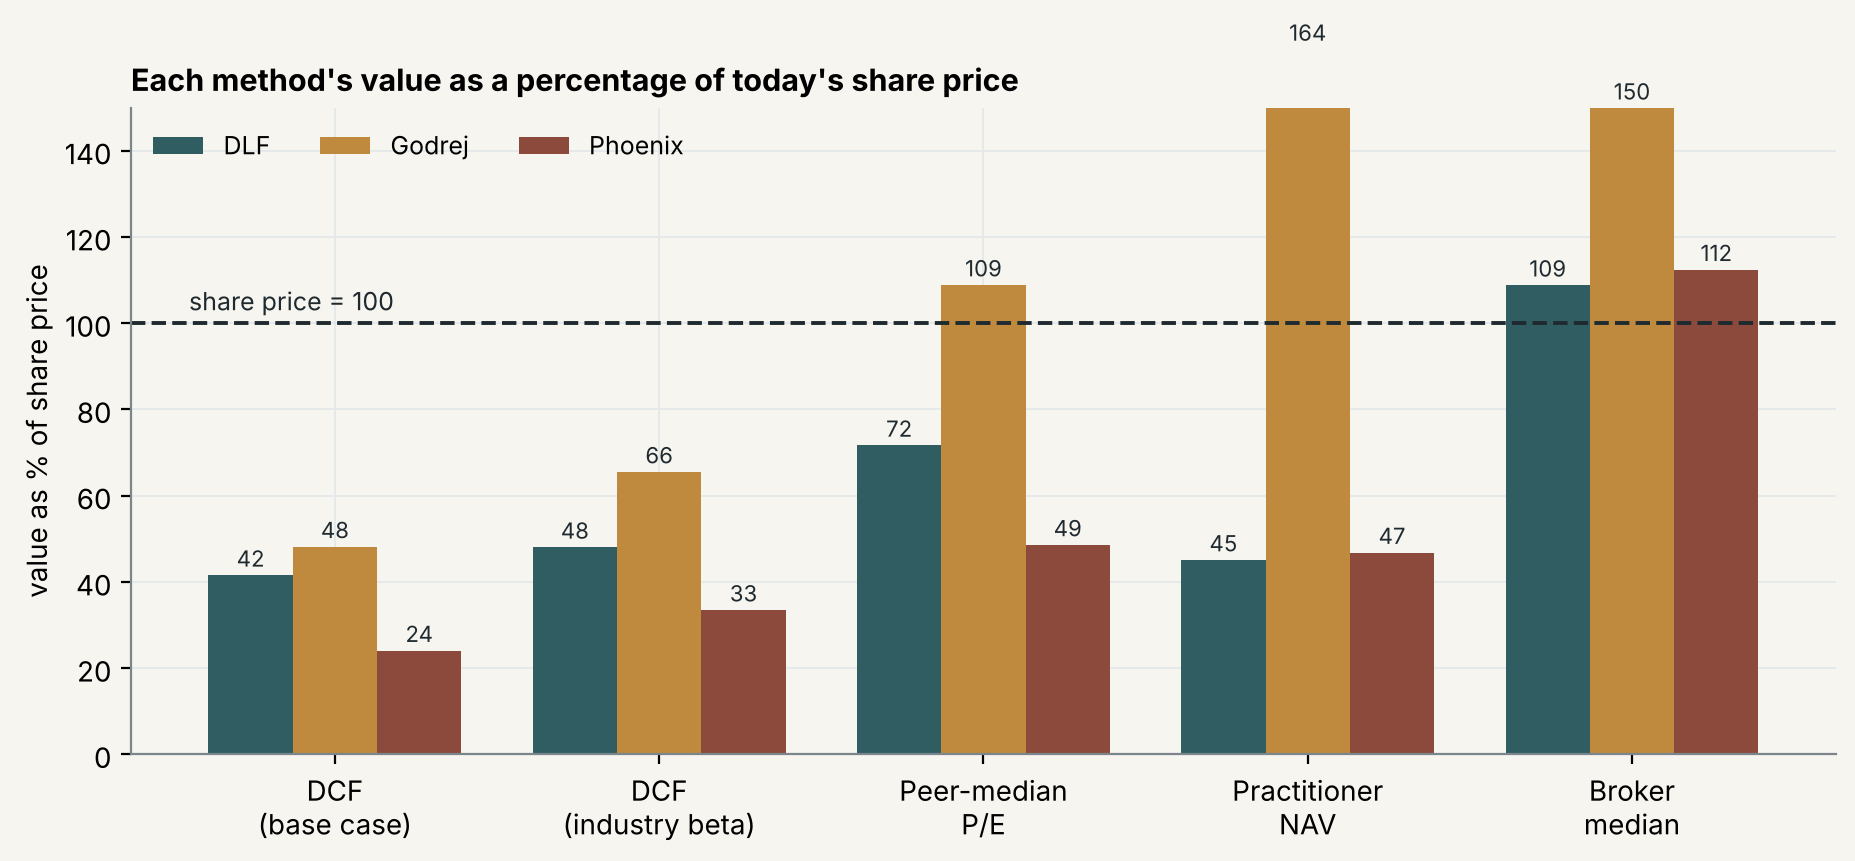 164
Each method's value as a percentage of today's share price
150
DLF
Godrej
Phoenix
140
120
100
80
60
40
20
0
value as % of share price
share price = 100
42
48
24
48
66
33
72
109
49
45
47
109
112
DCF
(base case)
DCF
(industry beta)
Peer-median
P/E
Practitioner
NAV
Broker
median